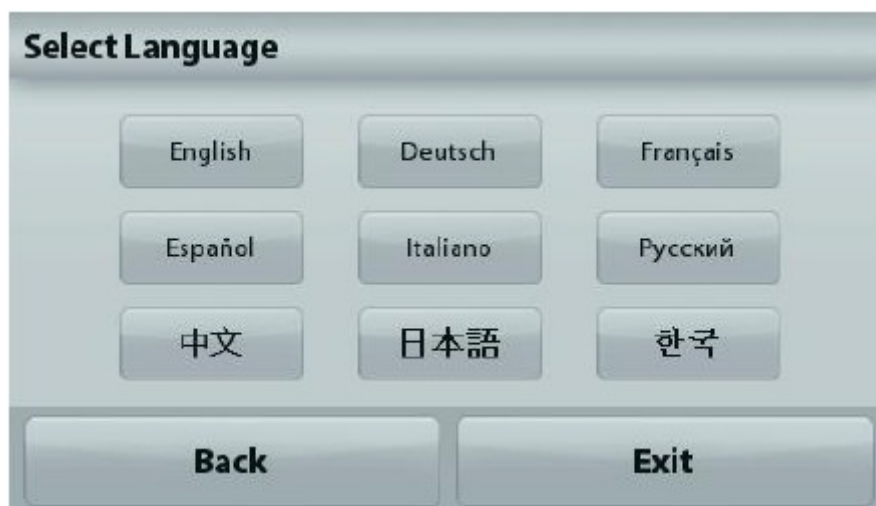 Select Language
English Deutsch Français
Español Italiano Русский
中文 日本語 한국
Back Exit